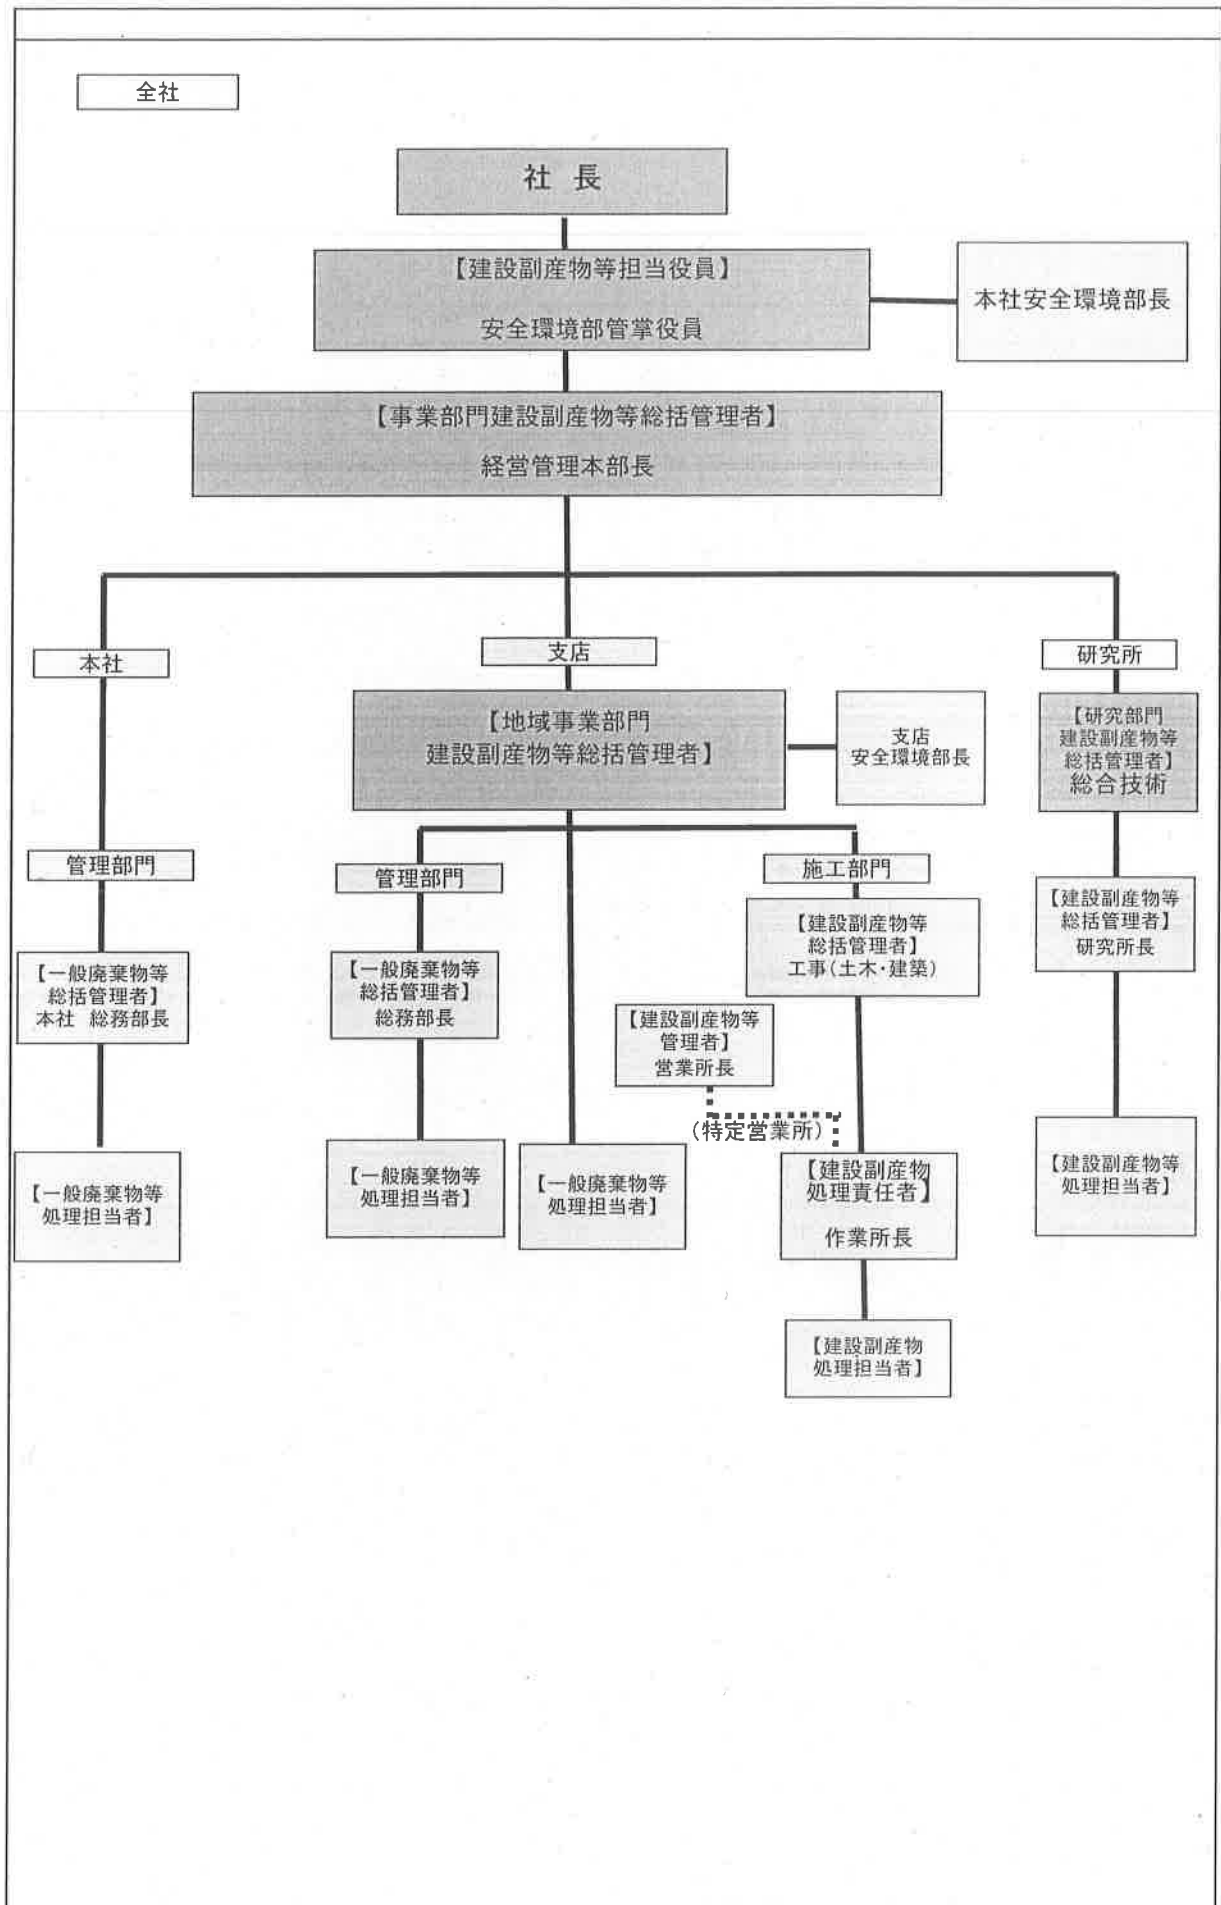 全社
社 長
【建設副産物等担当役員】
安全環境部管掌役員
本社安全環境部長
【事業部門建設副産物等総括管理者】
経営管理本部長
本社
支店
研究所
【地域事業部門
建設副産物等総括管理者】
支店
安全環境部長
【研究部門
建設副産物等
総括管理者】
総合技術
管理部門
管理部門
施工部門
【一般廃棄物等
総括管理者】
本社 総務部長
【一般廃棄物等
総括管理者】
総務部長
【建設副産物等
総括管理者】
工事(土木・建築)
【建設副産物等
総括管理者】
研究所長
【建設副産物等
管理者】
営業所長
(特定営業所)
【一般廃棄物等
処理担当者】
【一般廃棄物等
処理担当者】
【一般廃棄物等
処理担当者】
【建設副産物
処理責任者】
作業所長
【建設副産物等
処理担当者】
【建設副産物
処理担当者】